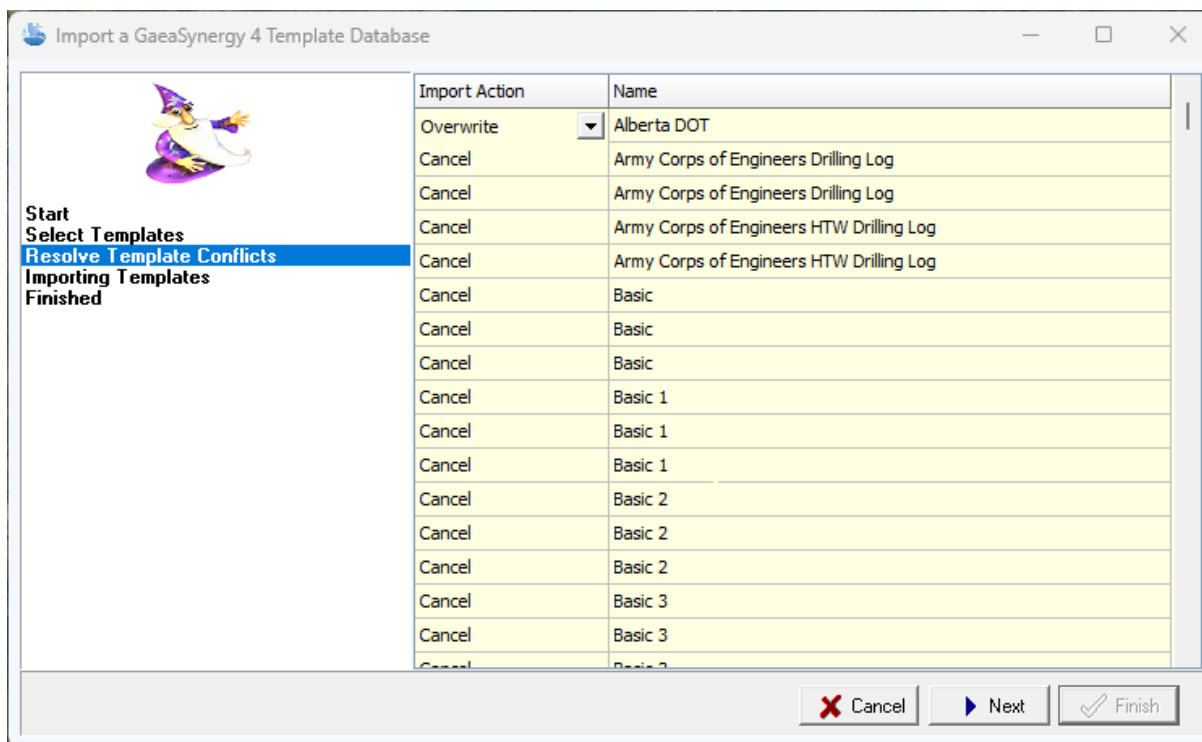 Import a GaeaSynergy 4 Template Database
Start
Select Templates
Resolve Template Conflicts
Importing Templates
Finished
Import Action Name
Overwrite Alberta DOT
Cancel Army Corps of Engineers Drilling Log
Cancel Army Corps of Engineers Drilling Log
Cancel Army Corps of Engineers HTW Drilling Log
Cancel Army Corps of Engineers HTW Drilling Log
Cancel Basic
Cancel Basic
Cancel Basic
Cancel Basic 1
Cancel Basic 1
Cancel Basic 1
Cancel Basic 2
Cancel Basic 2
Cancel Basic 2
Cancel Basic 3
Cancel Basic 3
Cancel Basic 3
Cancel Next Finish